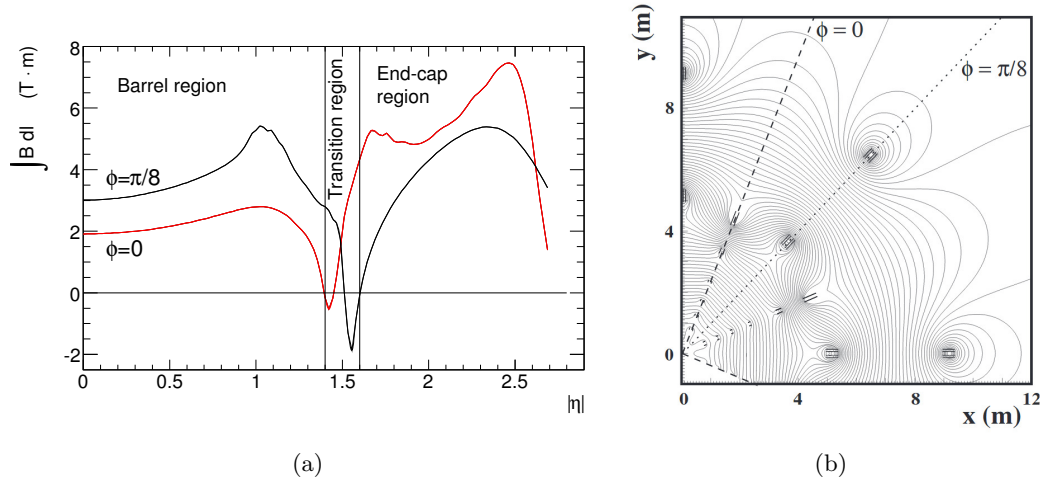 ∫B dl (T · m)
8
6
4
2
0
-2
Barrel region
Transition region
End-cap
region
ϕ=π/8
ϕ=0
0 0.5 1 1.5 2 2.5
|η|
(a)
y (m)
8
4
0
ϕ = 0
ϕ = π/8
0 4 8 12
x (m)
(b)